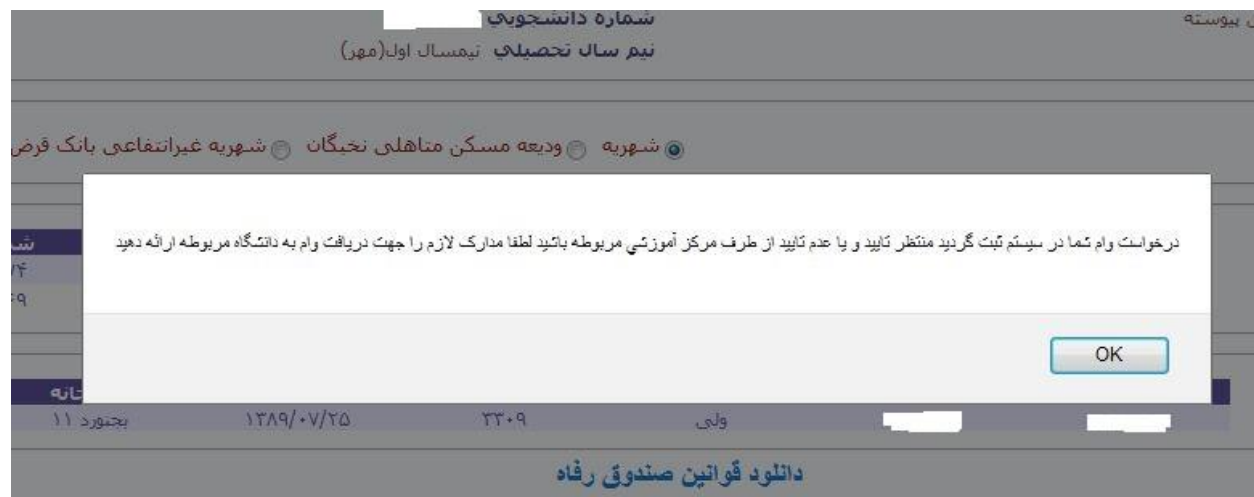 پیوسته
شماره دانشجویی
نیم سال تحصیلی نیمسال اول(مهر)
شهریه ودیعه مسکن متاهلی نخبگان شهریه غیرانتفاعی بانک قرض
درخواست وام شما در سیستم ثبت گردید منتظر تایید و یا عدم تایید از طرف مرکز آموزشی مربوطه باشید لطفا مدارک لازم را جهت دریافت وام به دانشگاه مربوطه ارائه دهید
OK
ولی ۳۳۰۹ ۱۳۸۹/۰۷/۲۵ بجنورد ۱۱
دانلود قوانین صندوق رفاه